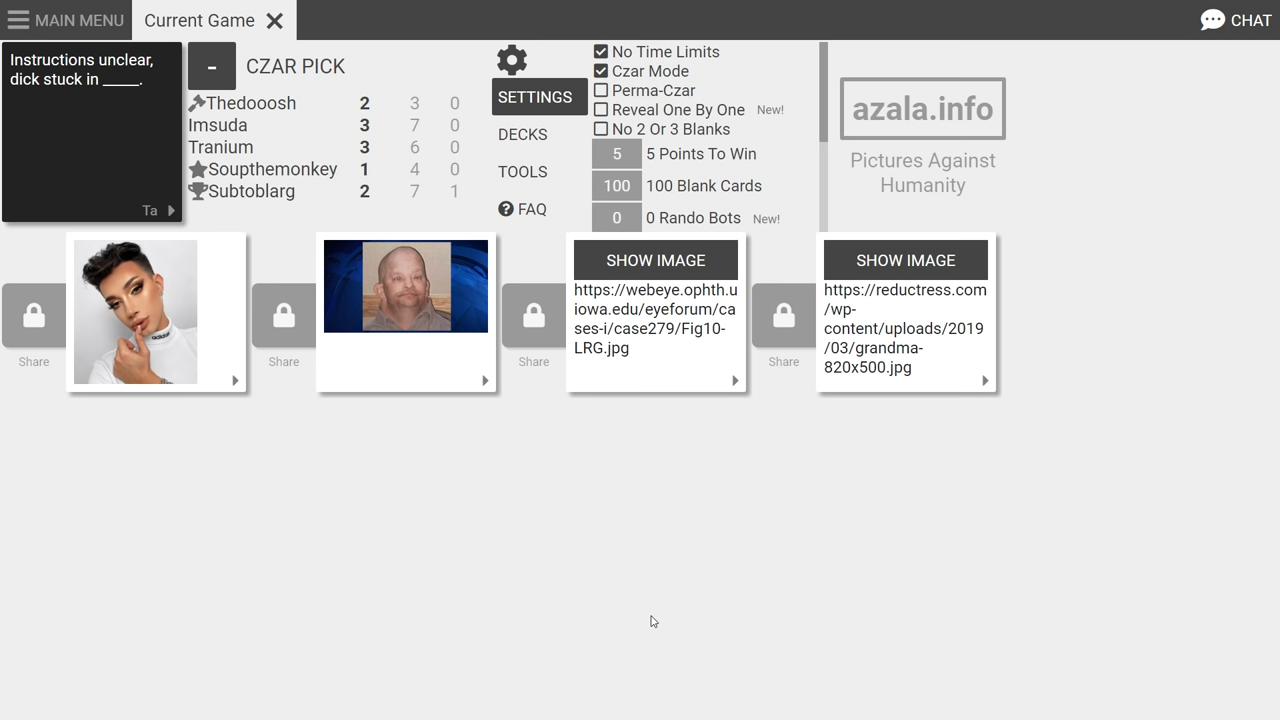 MAIN MENU
Current Game
CHAT
Instructions unclear,
dick stuck in _____.
Ta
-
CZAR PICK
Thedooosh 2 3 0
Imsuda 3 7 0
Tranium 3 6 0
Soupthemonkey 1 4 0
Subtoblarg 2 7 1
SETTINGS
DECKS
TOOLS
FAQ
No Time Limits
Czar Mode
Perma-Czar
Reveal One By One New!
No 2 Or 3 Blanks
5 5 Points To Win
100 100 Blank Cards
0 0 Rando Bots New!
azala.info
Pictures Against
Humanity
Share
adidas
Share
Share
SHOW IMAGE
https://webeye.ophth.u
iowa.edu/eyeforum/ca
ses-i/case279/Fig10-
LRG.jpg
Share
SHOW IMAGE
https://reductress.com
/wp-
content/uploads/2019
/03/grandma-
820x500.jpg